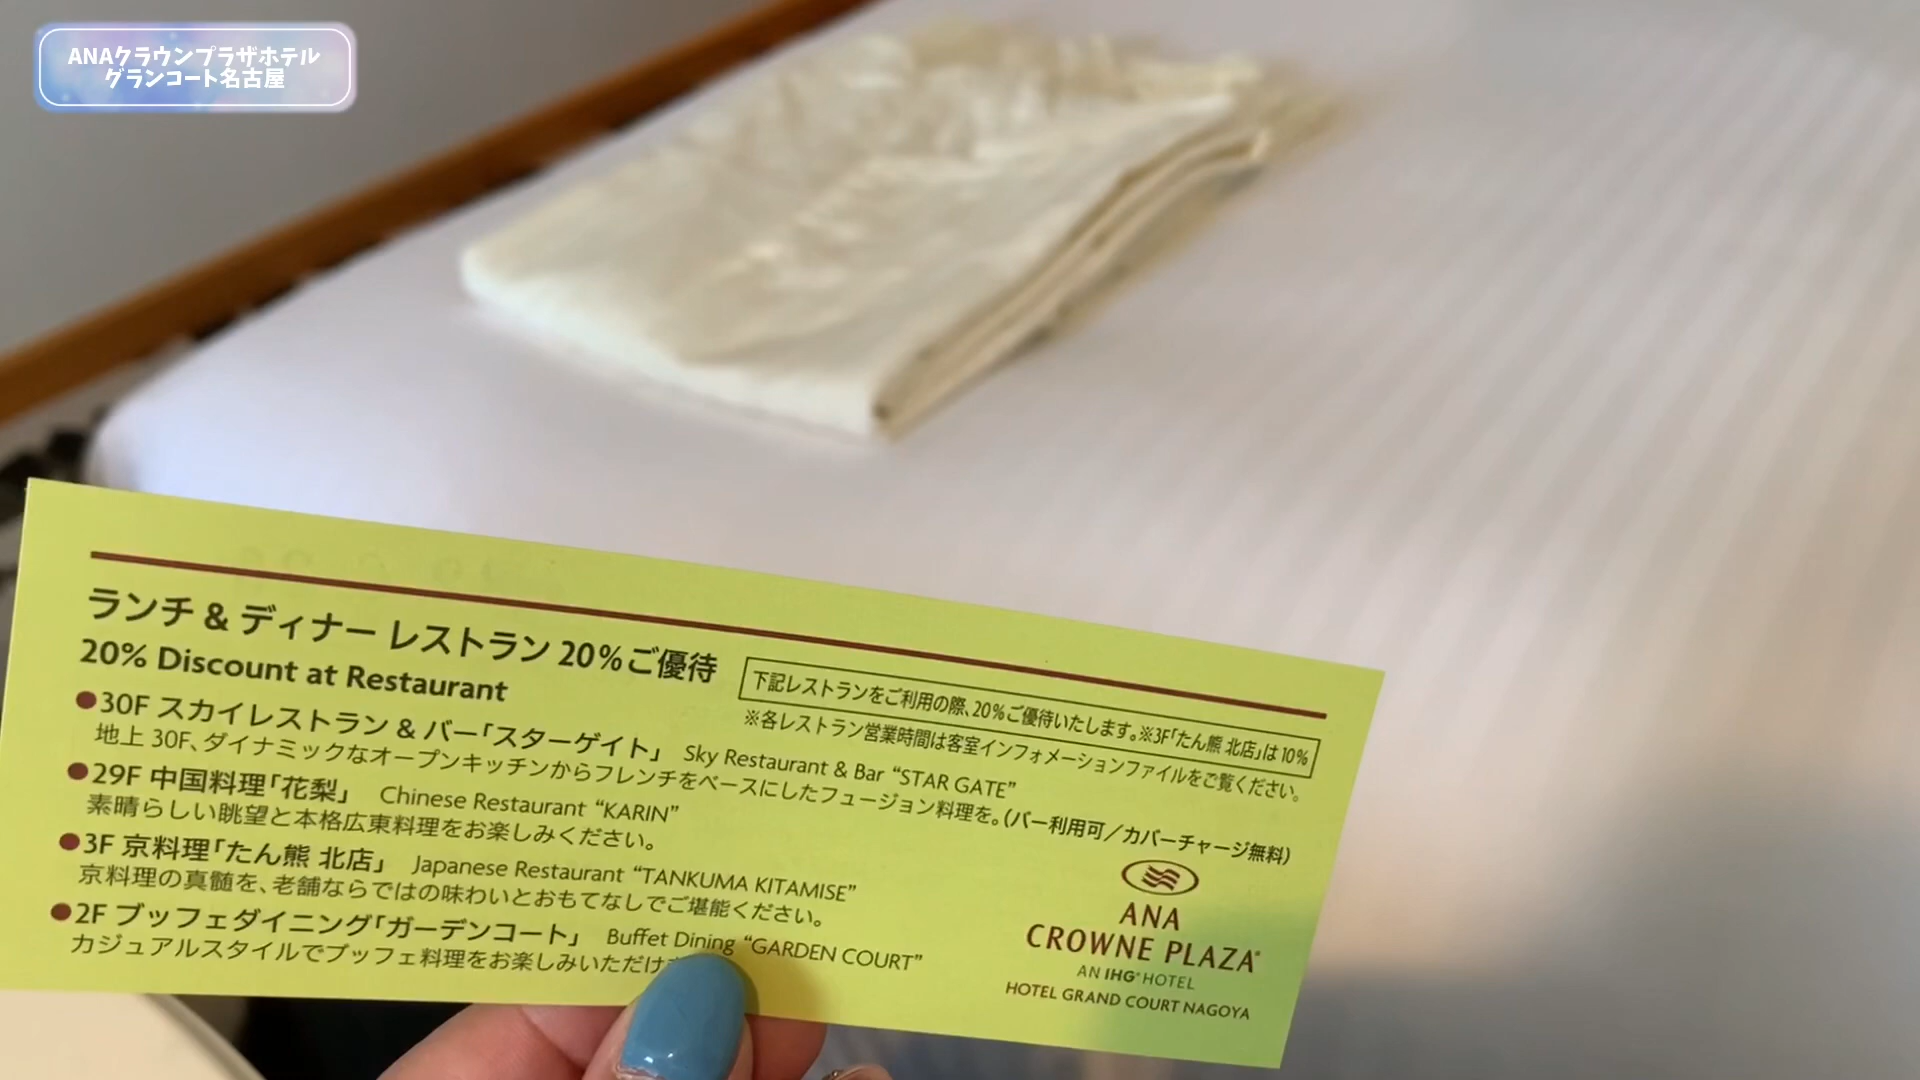 ANAクラウンプラザホテル
グランコート名古屋
ランチ & ディナー レストラン 20%ご優待
20% Discount at Restaurant
下記レストランをご利用の際、20%ご優待いたします。※3F「たん熊 北店」は10%
※各レストラン営業時間は客室インフォメーションファイルをご覧ください。
●30F スカイレストラン & バー「スターゲイト」 Sky Restaurant & Bar “STAR GATE”
地上 30F、ダイナミックなオープンキッチンからフレンチをベースにしたフュージョン料理を。(バー利用可／カバーチャージ無料)
●29F 中国料理「花梨」 Chinese Restaurant “KARIN”
素晴らしい眺望と本格広東料理をお楽しみください。
●3F 京料理「たん熊 北店」 Japanese Restaurant “TANKUMA KITAMISE”
京料理の真髄を、老舗ならではの味わいとおもてなしでご堪能ください。
●2F ブッフェダイニング「ガーデンコート」 Buffet Dining “GARDEN COURT”
カジュアルスタイルでブッフェ料理をお楽しみいただけ
ANA
CROWNE PLAZA®
AN IHG® HOTEL
HOTEL GRAND COURT NAGOYA